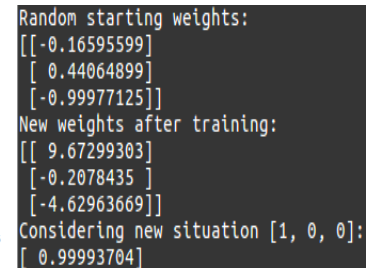 Random starting weights:
[[-0.16595599]
 [ 0.44064899]
 [-0.99977125]]
New weights after training:
[[ 9.67299303]
 [-0.2078435 ]
 [-4.62963669]]
Considering new situation [1, 0, 0]:
[ 0.99993704]